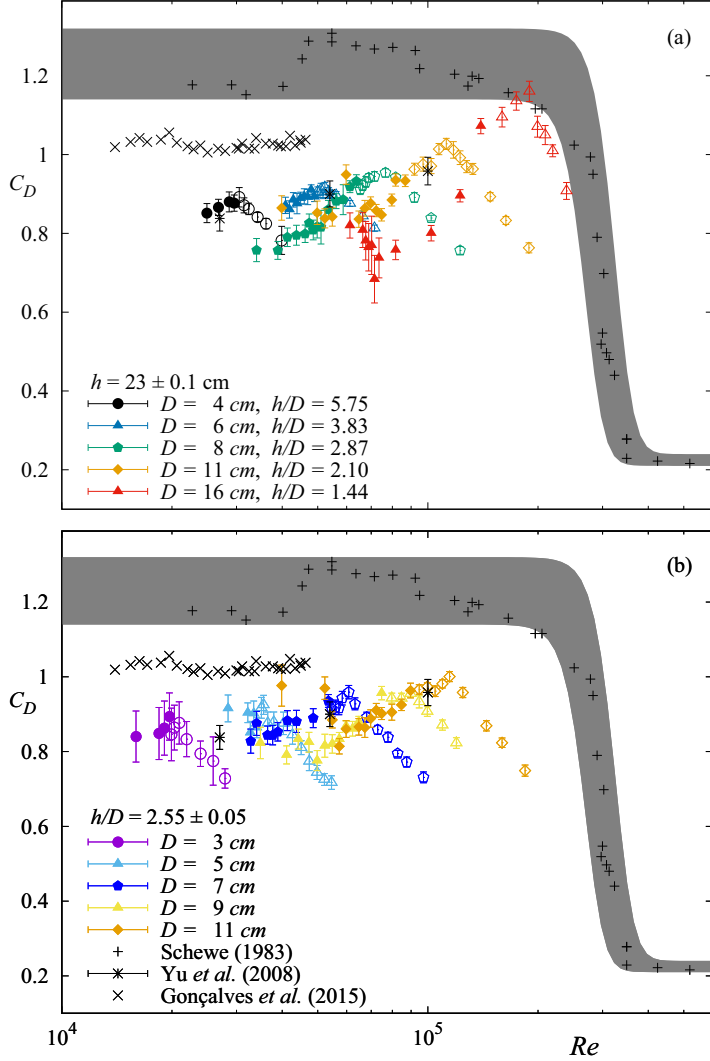 (a)
1.2
1
C_D
0.8
0.6
0.4
0.2
h = 23 ± 0.1 cm
D = 4 cm, h/D = 5.75
D = 6 cm, h/D = 3.83
D = 8 cm, h/D = 2.87
D = 11 cm, h/D = 2.10
D = 16 cm, h/D = 1.44
(b)
1.2
1
C_D
0.8
0.6
0.4
0.2
h/D = 2.55 ± 0.05
D = 3 cm
D = 5 cm
D = 7 cm
D = 9 cm
D = 11 cm
Schewe (1983)
Yu et al. (2008)
Gonçalves et al. (2015)
10^4
10^5
Re